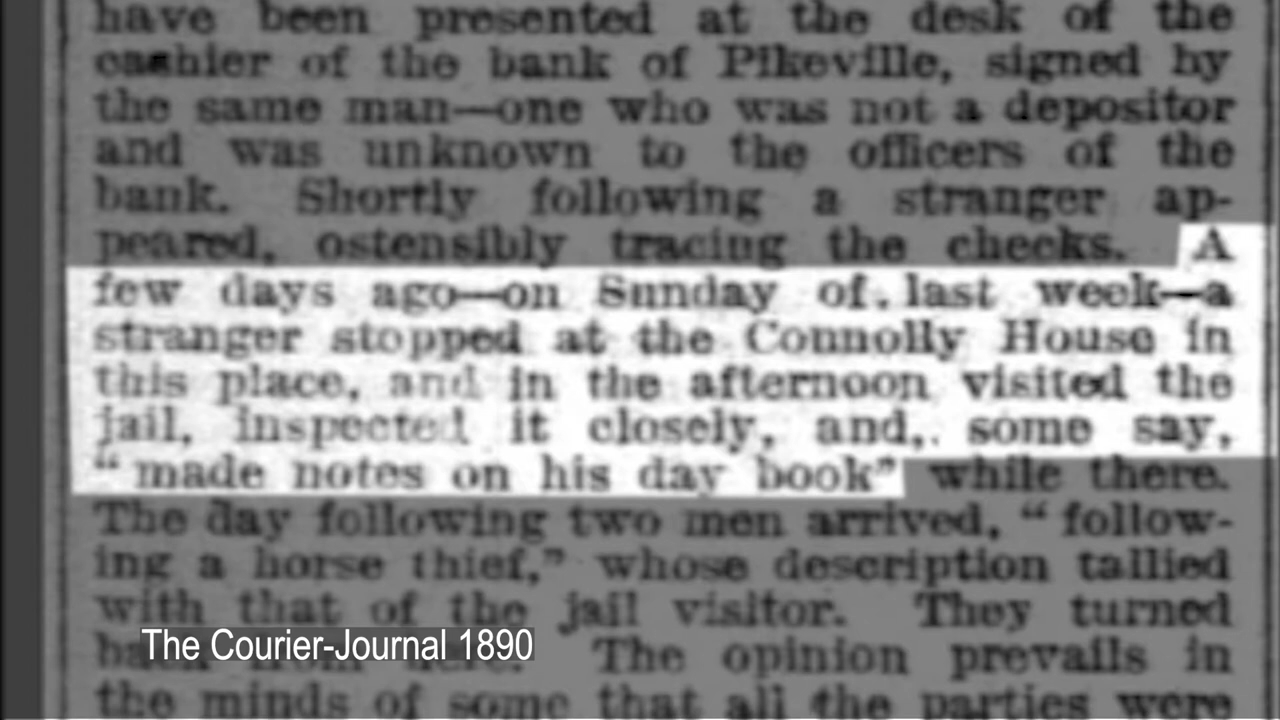 have been presented at the desk of the
cashier of the bank of Pikeville, signed by
the same man—one who was not a depositor
and was unknown to the officers of the
bank. Shortly following a stranger ap-
peared, ostensibly tracing the checks. A
few days ago—on Sunday of. last week—a
stranger stopped at the Connolly House in
this place, and in the afternoon visited the
jail, inspected it closely, and,. some say,
“made notes on his day book” while there.
The day following two men arrived, “follow-
ing a horse thief,” whose description tallied
with that of the jail visitor. They turned
The opinion prevails in
the minds of some that all the parties were
The Courier-Journal 1890